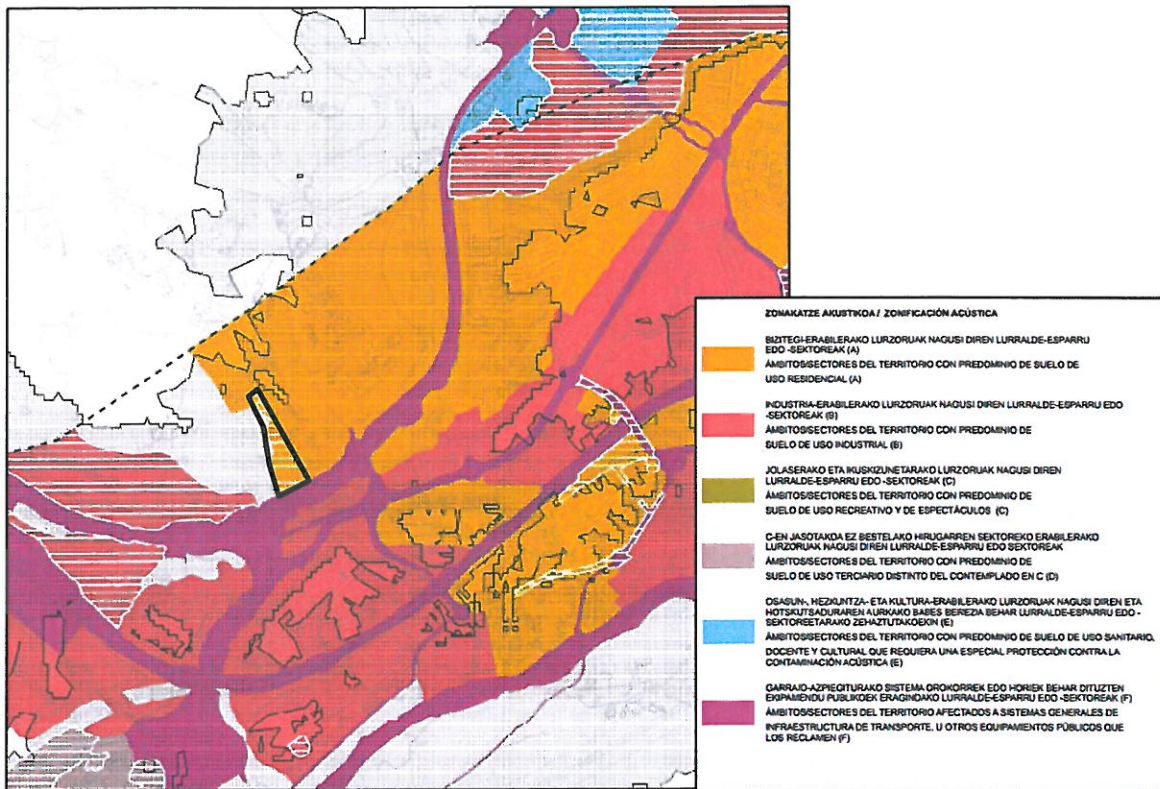 ZONAKATZE AKUSTIKOA / ZONIFICACIÓN ACÚSTICA
BIZITEGI-ERABILERAKO LURZORUAK NAGUSI DIREN LURRALDE-ESPARRU
EDO -SEKTOREAK (A)
ÁMBITOS/SECTORES DEL TERRITORIO CON PREDOMINIO DE SUELO DE
USO RESIDENCIAL (A)
INDUSTRIA-ERABILERAKO LURZORUAK NAGUSI DIREN LURRALDE-ESPARRU EDO
-SEKTOREAK (B)
ÁMBITOS/SECTORES DEL TERRITORIO CON PREDOMINIO DE
SUELO DE USO INDUSTRIAL (B)
JOLASERAKO ETA IKUSKIZUNETARAKO LURZORUAK NAGUSI DIREN
LURRALDE-ESPARRU EDO -SEKTOREAK (C)
ÁMBITOS/SECTORES DEL TERRITORIO CON PREDOMINIO DE
SUELO DE USO RECREATIVO Y DE ESPECTÁCULOS (C)
C-EN JASOTAKOA EZ BESTELAKO HIRUGARREN SEKTOREKO ERABILERAKO
LURZORUAK NAGUSI DIREN LURRALDE-ESPARRU EDO SEKTOREAK
ÁMBITOS/SECTORES DEL TERRITORIO CON PREDOMINIO DE
SUELO DE USO TERCIARIO DISTINTO DEL CONTEMPLADO EN C (D)
OSASUN-, HEZKUNTZA- ETA KULTURA-ERABILERAKO LURZORUAK NAGUSI DIREN ETA
HOTSKUTSADURAREN AURKAKO BABES BEREZIA BEHAR LURRALDE-ESPARRU EDO -
SEKTOREETARAKO ZEHAZTUTAKOEKIN (E)
ÁMBITOS/SECTORES DEL TERRITORIO CON PREDOMINIO DE SUELO DE USO SANITARIO,
DOCENTE Y CULTURAL QUE REQUIERA UNA ESPECIAL PROTECCIÓN CONTRA LA
CONTAMINACIÓN ACÚSTICA (E)
GARRAIO-AZPIEGITURAKO SISTEMA OROKORREK EDO HORIEK BEHAR DITUZTEN
EKIPAMENDU PUBLIKOEK ERAGINDAKO LURRALDE-ESPARRU EDO -SEKTOREAK (F)
ÁMBITOS/SECTORES DEL TERRITORIO AFECTADOS A SISTEMAS GENERALES DE
INFRAESTRUCTURA DE TRANSPORTE, U OTROS EQUIPAMIENTOS PÚBLICOS QUE
LOS RECLAMEN (F)